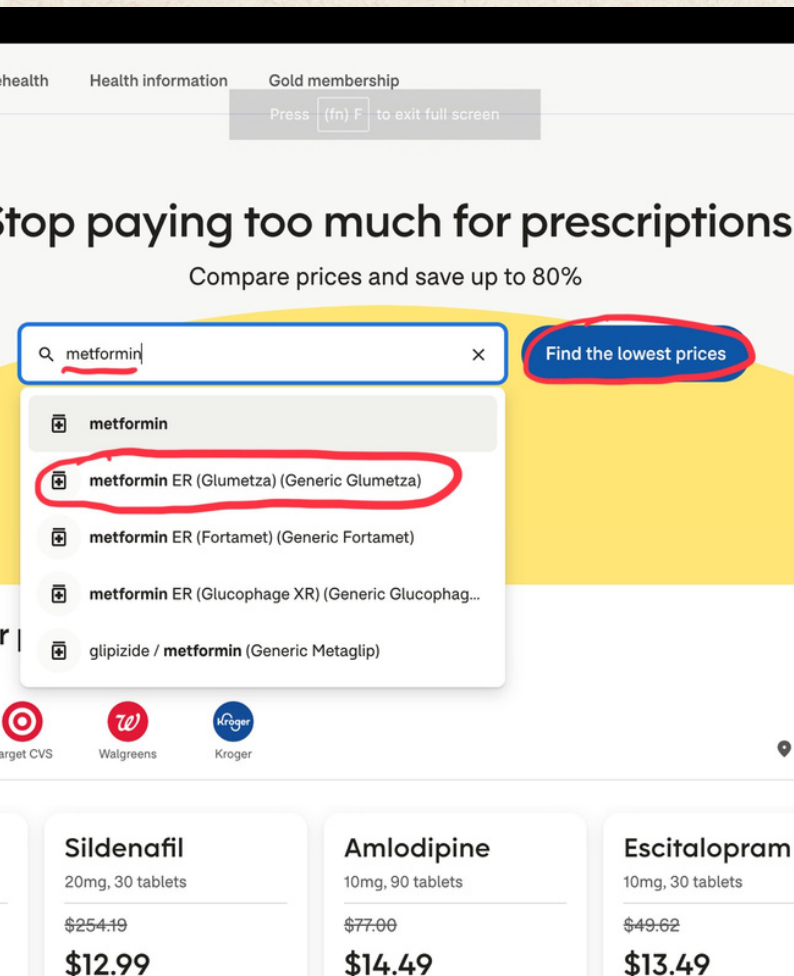 ehealth Health information Gold membership
Press (fn) F to exit full screen
Stop paying too much for prescriptions
Compare prices and save up to 80%
metformin
Find the lowest prices
metformin
metformin ER (Glumetza) (Generic Glumetza)
metformin ER (Fortamet) (Generic Fortamet)
metformin ER (Glucophage XR) (Generic Glucophag...
glipizide / metformin (Generic Metaglip)
r
W
Kroger
arget CVS Walgreens Kroger
Sildenafil Amlodipine Escitalopram
20mg, 30 tablets 10mg, 90 tablets 10mg, 30 tablets
$254.19 $77.00 $49.62
$12.99 $14.49 $13.49